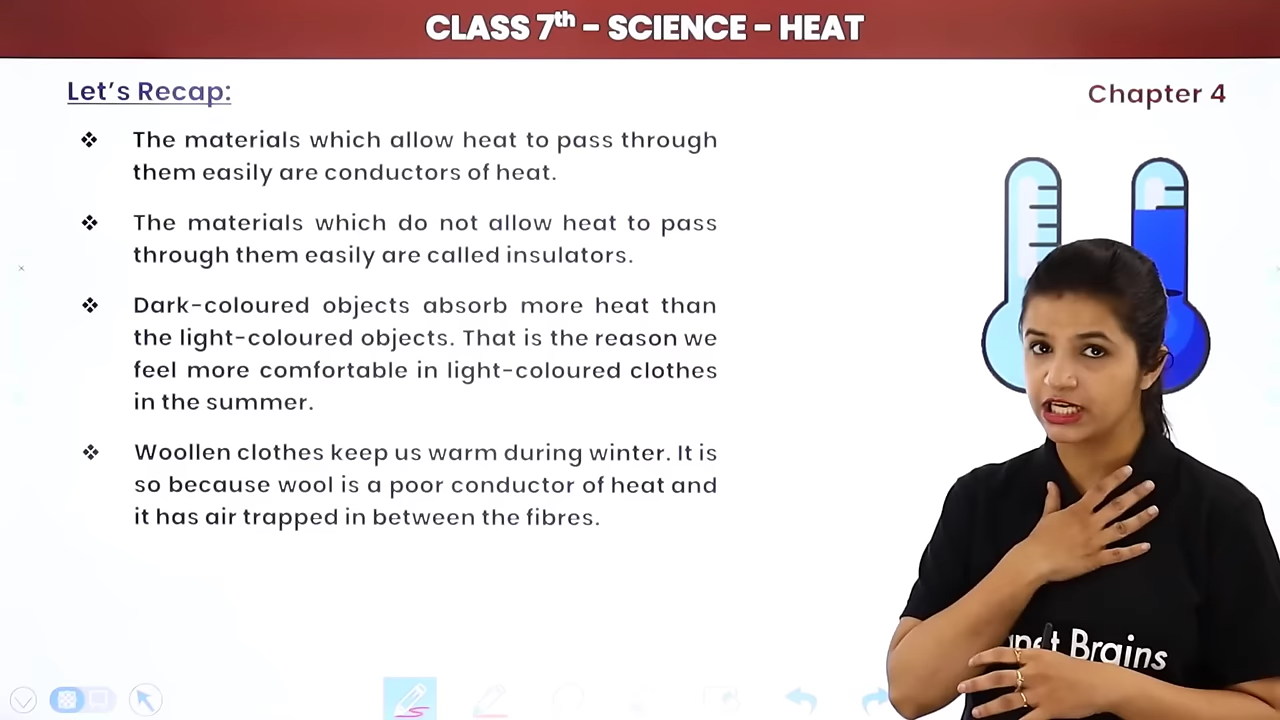 CLASS 7th - SCIENCE - HEAT
Let's Recap:
Chapter 4
❖ The materials which allow heat to pass through
them easily are conductors of heat.
❖ The materials which do not allow heat to pass
through them easily are called insulators.
❖ Dark-coloured objects absorb more heat than
the light-coloured objects. That is the reason we
feel more comfortable in light-coloured clothes
in the summer.
❖ Woollen clothes keep us warm during winter. It is
so because wool is a poor conductor of heat and
it has air trapped in between the fibres.
Brains